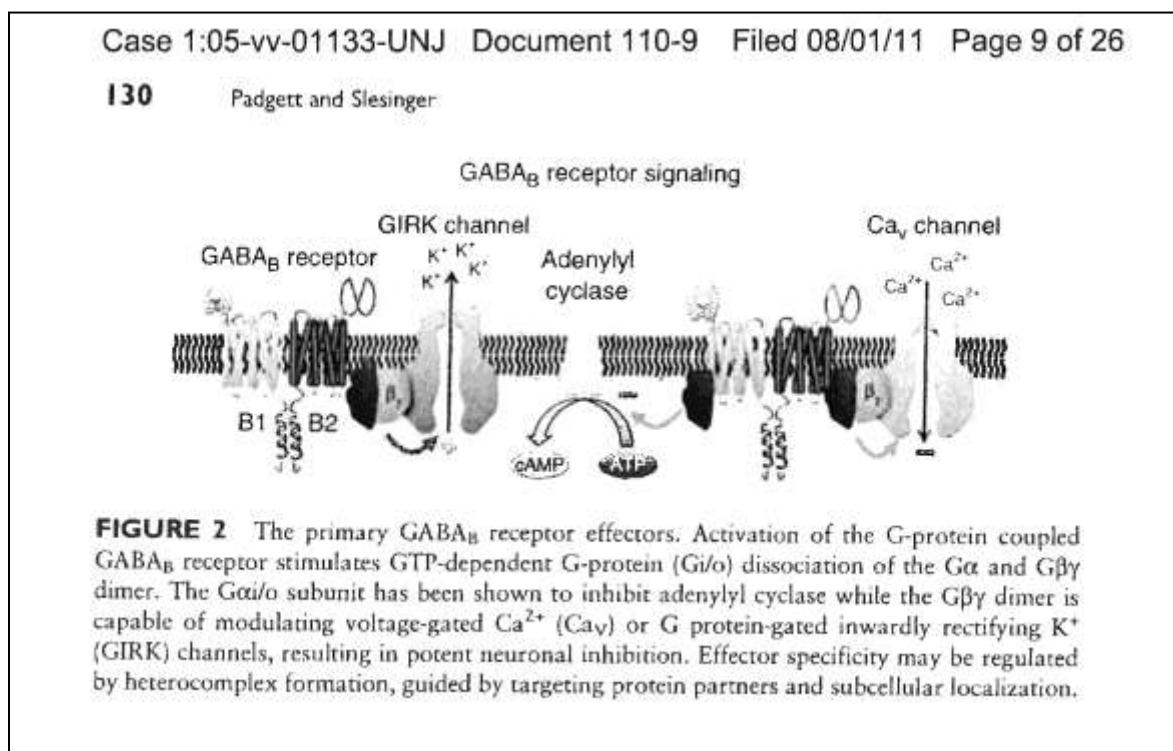 Case 1:05-vv-01133-UNJ Document 110-9 Filed 08/01/11 Page 9 of 26
130 Padgett and Slesinger
GABAB receptor signaling
GIRK channel
Cav channel
K+ K+
K+ K+
GABAB receptor
Adenylyl
cyclase
Ca2+
Ca2+ Ca2+
B1 B2
βγ
βγ
cAMP ATP
FIGURE 2 The primary GABAB receptor effectors. Activation of the G-protein coupled
GABAB receptor stimulates GTP-dependent G-protein (Gi/o) dissociation of the Gα and Gβγ
dimer. The Gαi/o subunit has been shown to inhibit adenylyl cyclase while the Gβγ dimer is
capable of modulating voltage-gated Ca2+ (CaV) or G protein-gated inwardly rectifying K+
(GIRK) channels, resulting in potent neuronal inhibition. Effector specificity may be regulated
by heterocomplex formation, guided by targeting protein partners and subcellular localization.